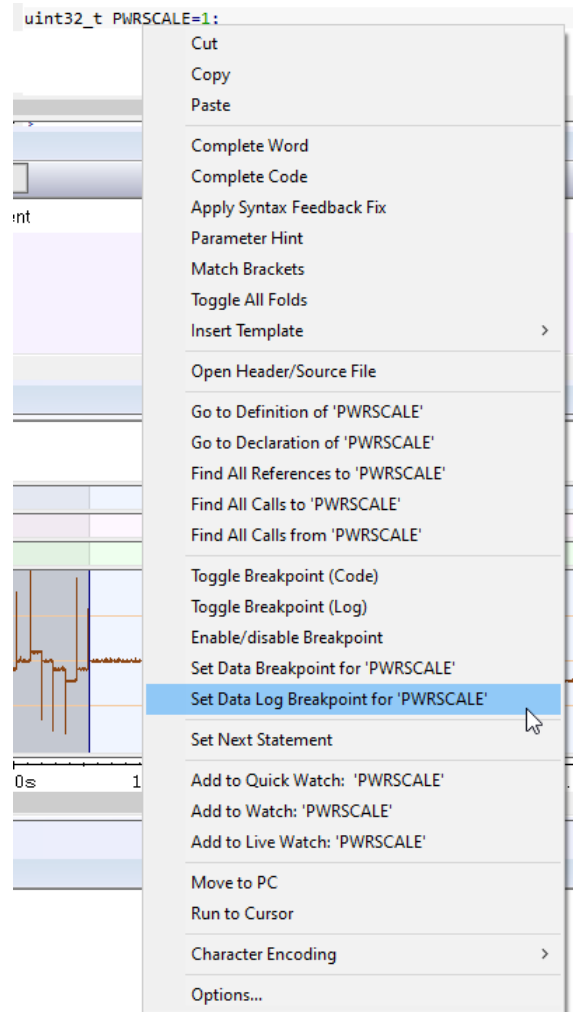 uint32_t PWRSCALE=1;
Cut
Copy
Paste
Complete Word
Complete Code
Apply Syntax Feedback Fix
Parameter Hint
Match Brackets
Toggle All Folds
Insert Template
Open Header/Source File
Go to Definition of 'PWRSCALE'
Go to Declaration of 'PWRSCALE'
Find All References to 'PWRSCALE'
Find All Calls to 'PWRSCALE'
Find All Calls from 'PWRSCALE'
Toggle Breakpoint (Code)
Toggle Breakpoint (Log)
Enable/disable Breakpoint
Set Data Breakpoint for 'PWRSCALE'
Set Data Log Breakpoint for 'PWRSCALE'
Set Next Statement
0s 1
Add to Quick Watch: 'PWRSCALE'
Add to Watch: 'PWRSCALE'
Add to Live Watch: 'PWRSCALE'
Move to PC
Run to Cursor
Character Encoding
Options...